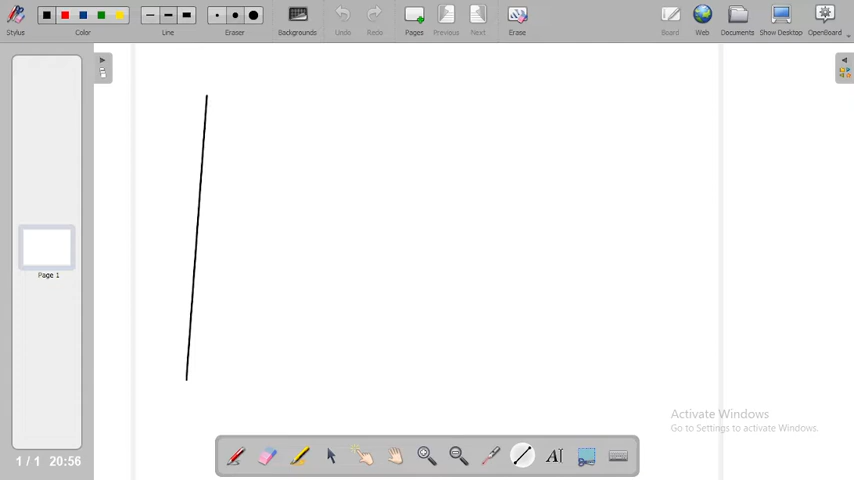 Stylus
Color
Line
Eraser
Backgrounds
Undo
Redo
Pages
Previous
Next
Erase
Board
Web
Documents
Show Desktop
OpenBoard
Page 1
1 / 1 20:56
Activate Windows
Go to Settings to activate Windows.
AI